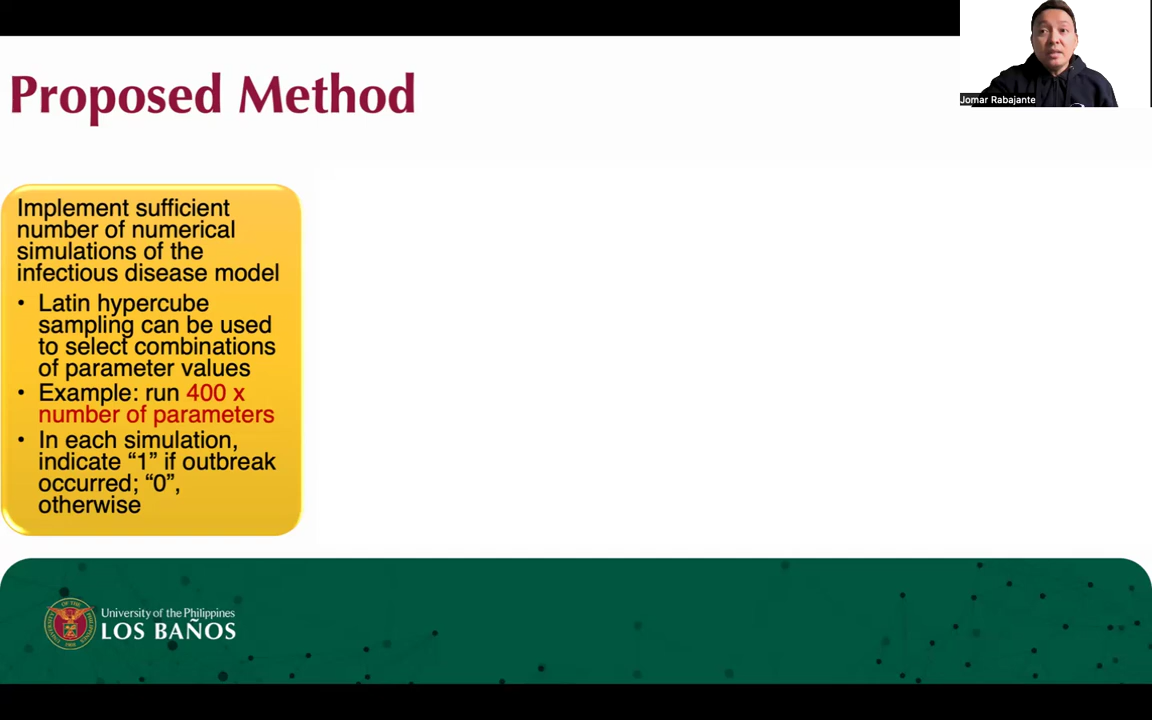 Proposed Method
Jomar Rabajante
Implement sufficient
number of numerical
simulations of the
infectious disease model
• Latin hypercube
sampling can be used
to select combinations
of parameter values
• Example: run 400 x
number of parameters
• In each simulation,
indicate “1” if outbreak
occurred; “0”,
otherwise
University of the Philippines
LOS BAÑOS